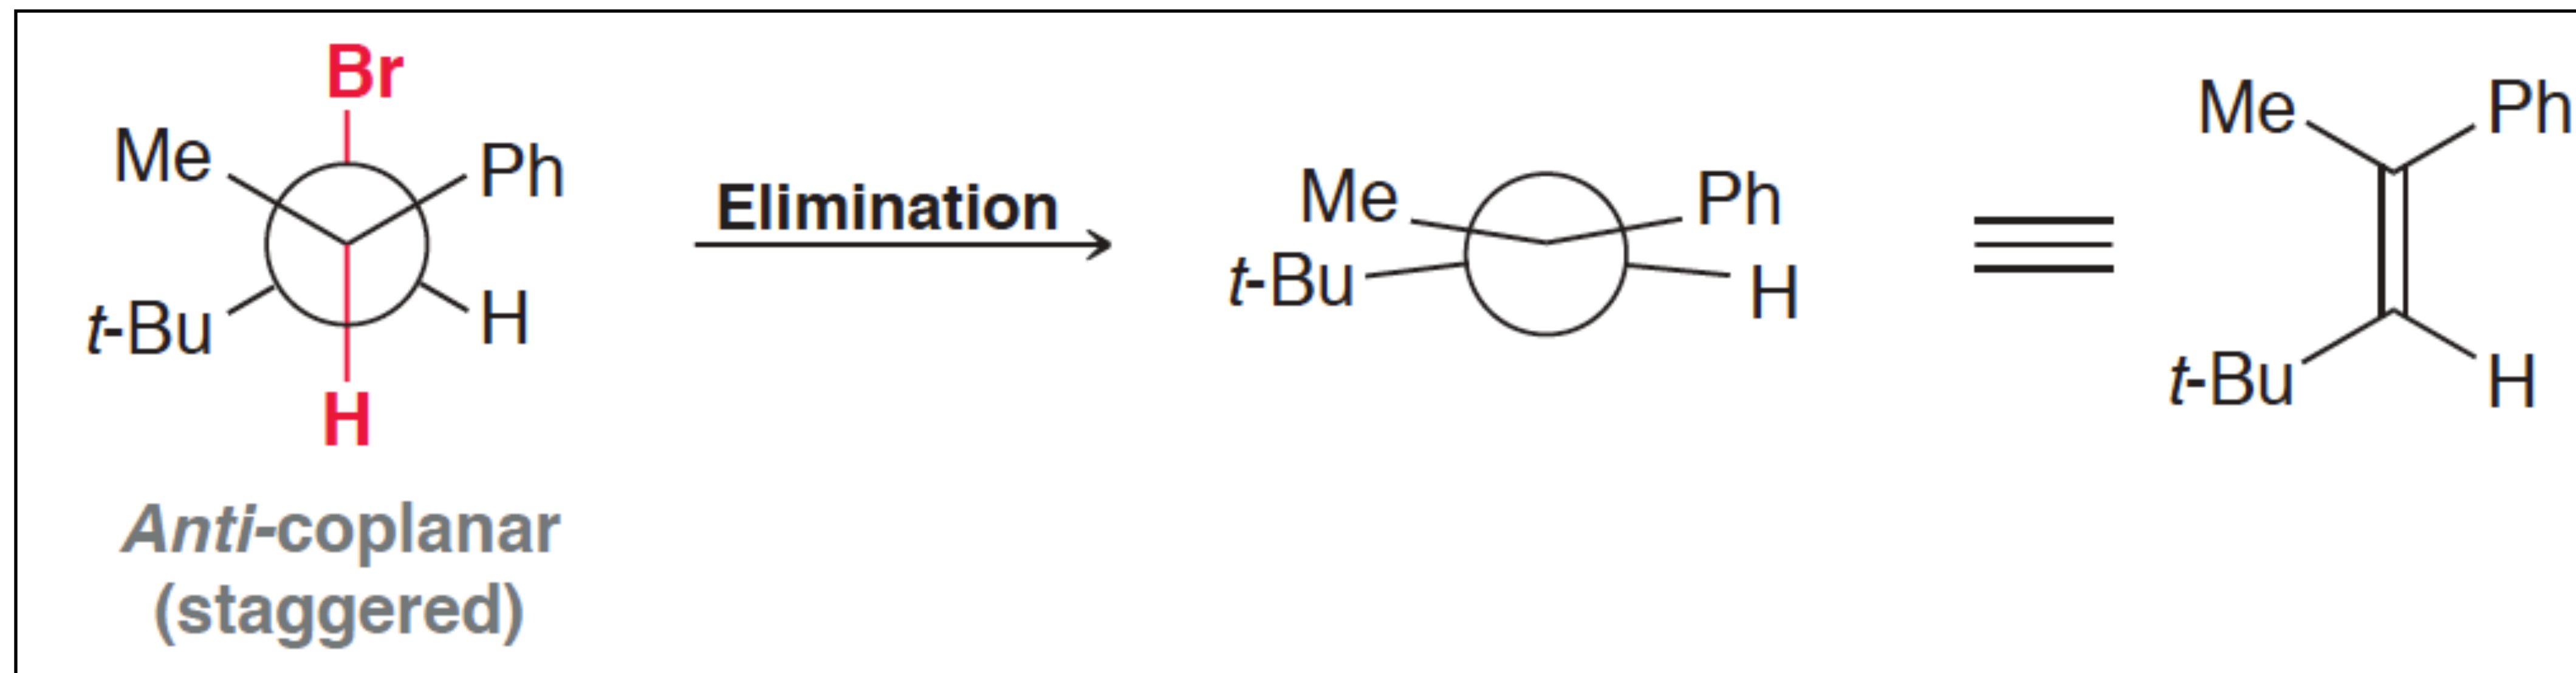 Br
Me
Ph
t-Bu
H
H
Anti-coplanar
(staggered)
Elimination
Me
Ph
t-Bu
H
Me
Ph
t-Bu
H